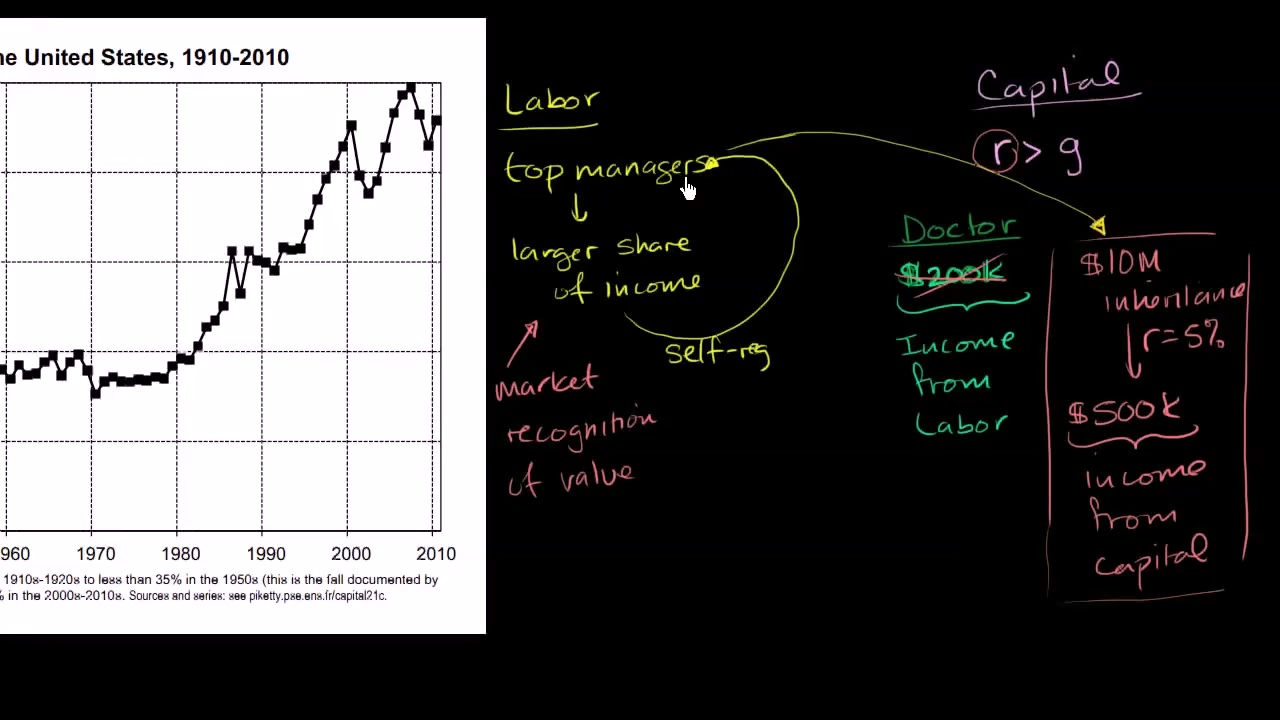 he United States, 1910-2010
960 1970 1980 1990 2000 2010
1910s-1920s to less than 35% in the 1950s (this is the fall documented by
% in the 2000s-2010s. Sources and series: see piketty.pse.ens.fr/capital21c.
Labor
top managers
larger share
of income
self-reg
market
recognition
of value
Capital
r > g
Doctor
$200K
Income
from
Labor
$10M
inheritance
r=5%
$500K
income
from
capital